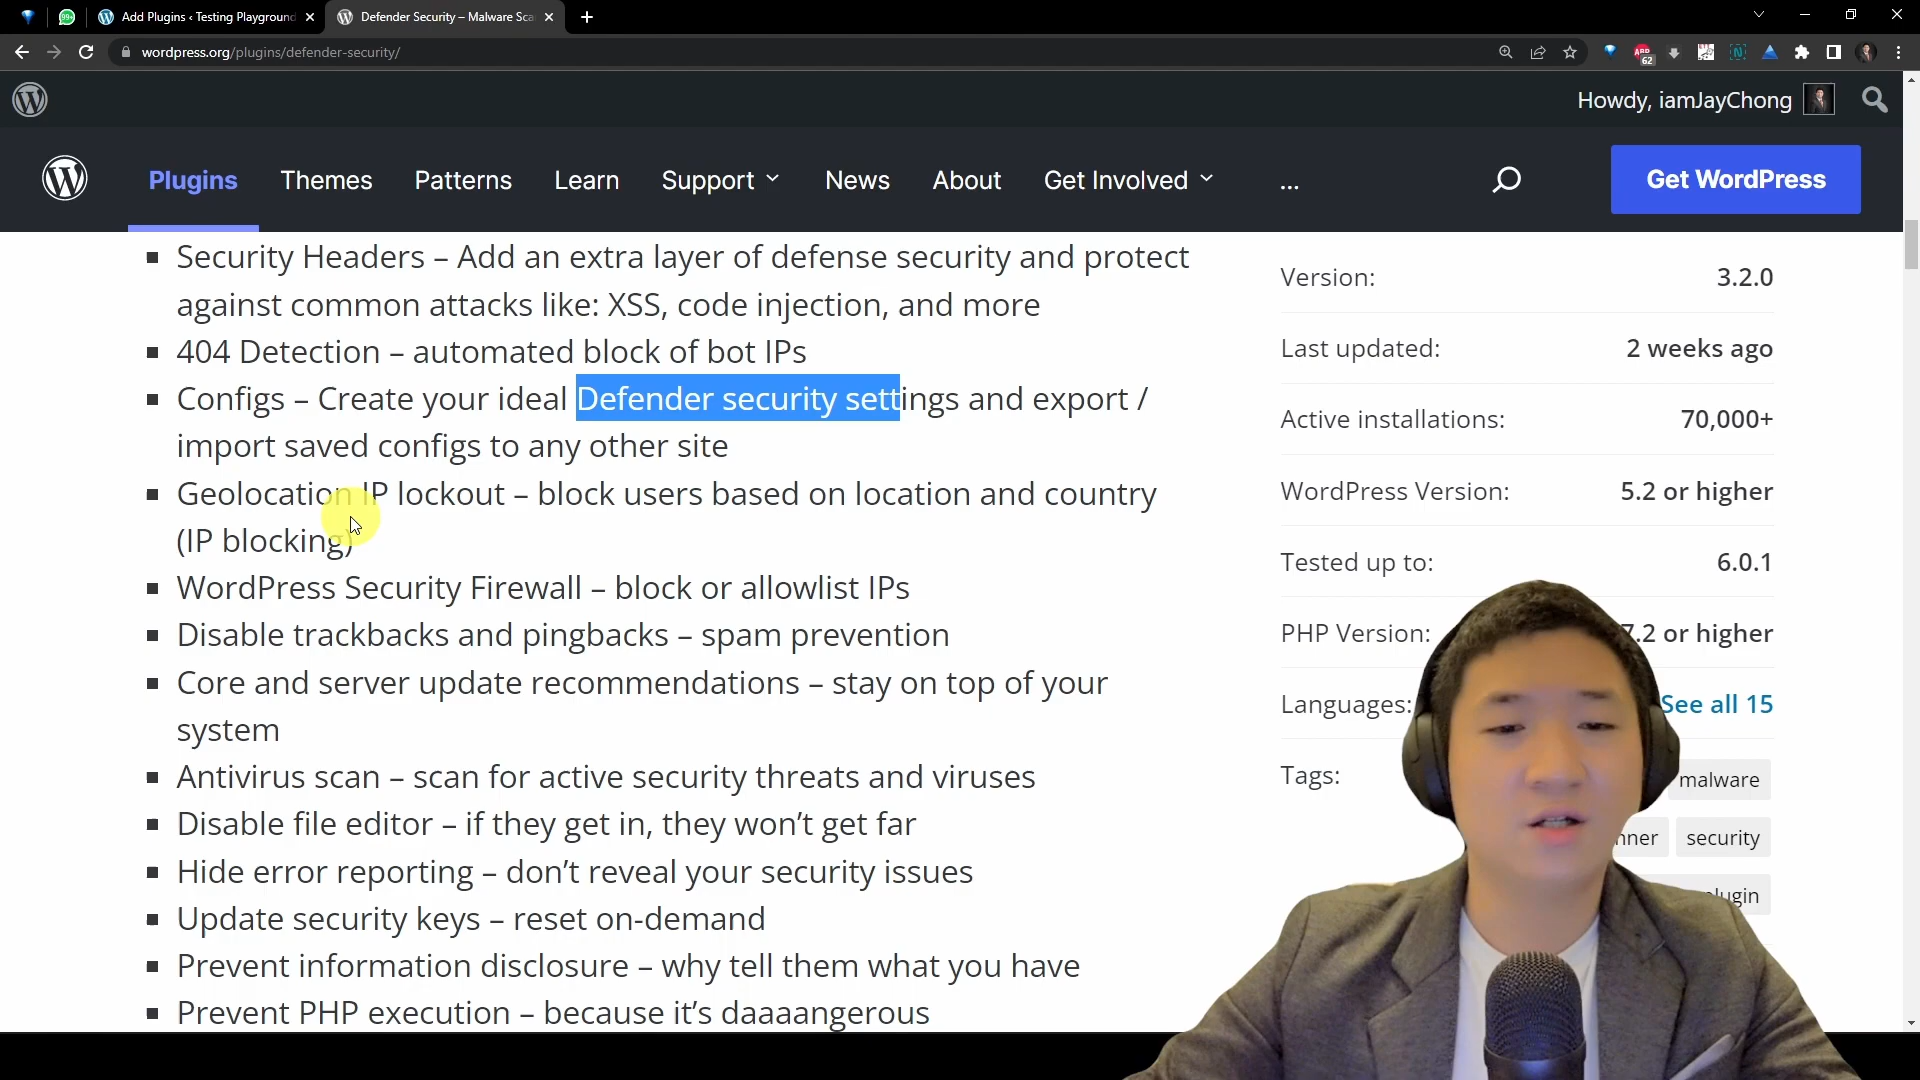 Add Plugins ‹ Testing Playground
Defender Security – Malware Sca
wordpress.org/plugins/defender-security/
ABP
62
Howdy, iamJayChong
Plugins Themes Patterns Learn Support News About Get Involved ... Get WordPress
Security Headers – Add an extra layer of defense security and protect
against common attacks like: XSS, code injection, and more
404 Detection – automated block of bot IPs
Configs – Create your ideal Defender security settings and export /
import saved configs to any other site
Geolocation IP lockout – block users based on location and country
(IP blocking)
WordPress Security Firewall – block or allowlist IPs
Disable trackbacks and pingbacks – spam prevention
Core and server update recommendations – stay on top of your
system
Antivirus scan – scan for active security threats and viruses
Disable file editor – if they get in, they won’t get far
Hide error reporting – don’t reveal your security issues
Update security keys – reset on-demand
Prevent information disclosure – why tell them what you have
Prevent PHP execution – because it’s daaaangerous
Version: 3.2.0
Last updated: 2 weeks ago
Active installations: 70,000+
WordPress Version: 5.2 or higher
Tested up to: 6.0.1
PHP Version: 7.2 or higher
Languages: See all 15
Tags: malware
nner security
plugin